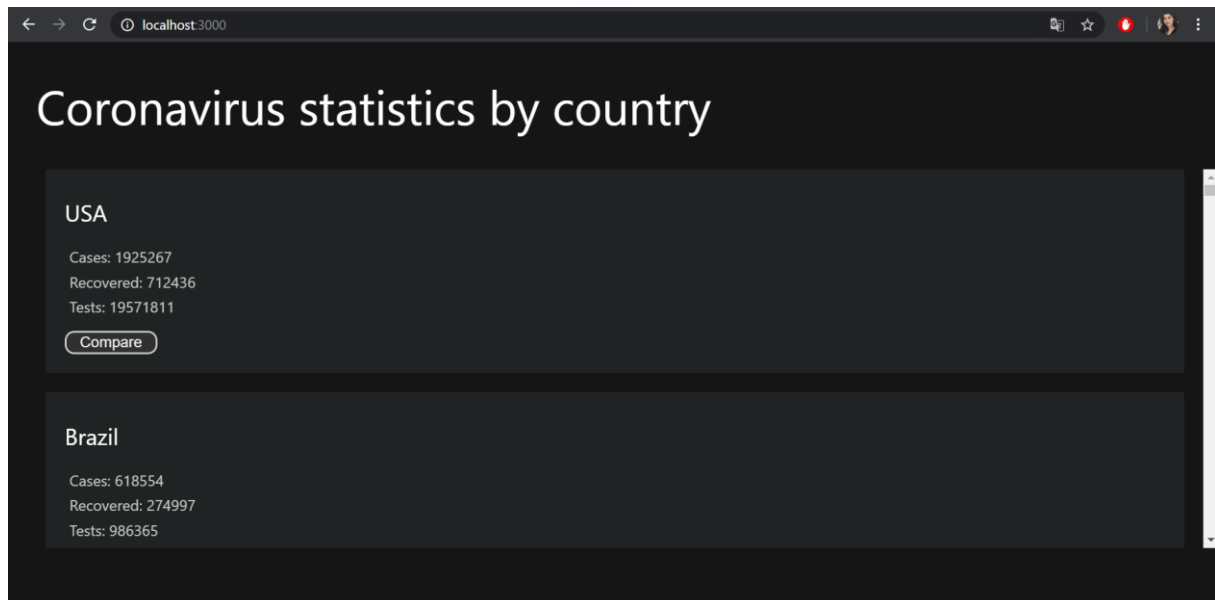 localhost:3000
Coronavirus statistics by country
USA
Cases: 1925267
Recovered: 712436
Tests: 19571811
Compare
Brazil
Cases: 618554
Recovered: 274997
Tests: 986365